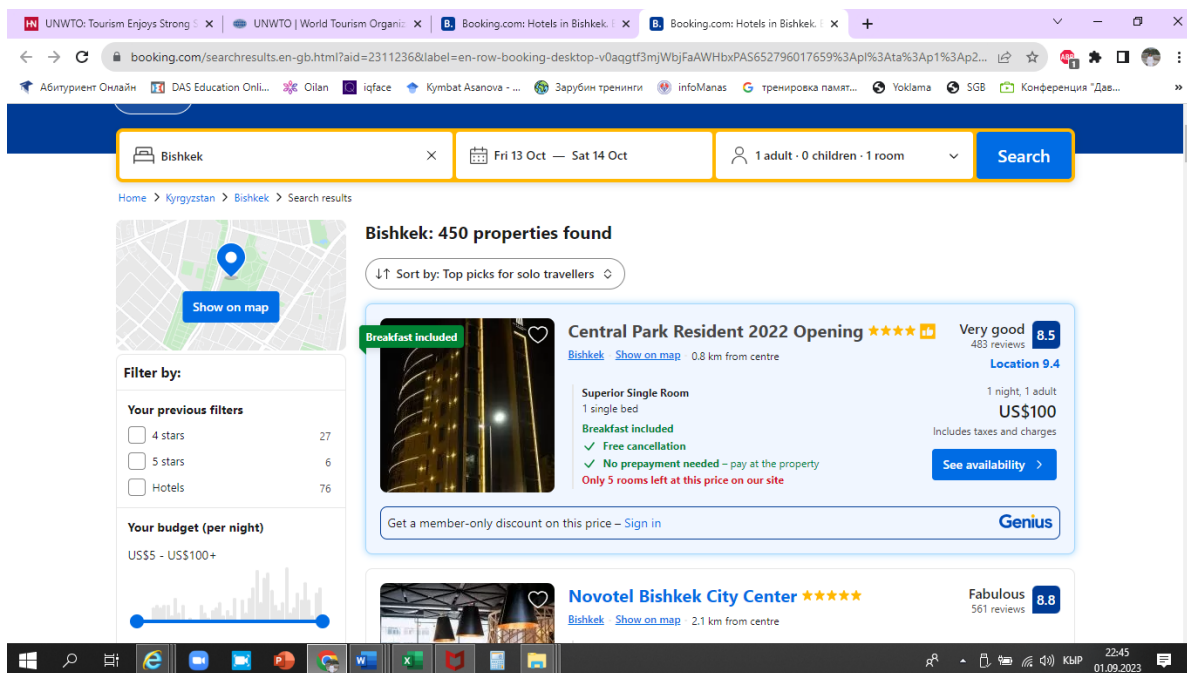 UNWTO: Tourism Enjoys Strong S
UNWTO | World Tourism Organiz
Booking.com: Hotels in Bishkek.
Booking.com: Hotels in Bishkek.
booking.com/searchresults.en-gb.html?aid=2311236&label=en-row-booking-desktop-v0aqgtf3mjWbjFaAWHbxPAS652796017659%3Apl%3Ata%3Ap1%3Ap2...
Абитуриент Онлайн DAS Education Onli... Oilan iqface Kymbat Asanova - ... Зарубин тренинги infoManas тренировка памят... Yoklama SGB Конференция "Дав... »
Bishkek
Fri 13 Oct — Sat 14 Oct
1 adult · 0 children · 1 room
Search
Home > Kyrgyzstan > Bishkek > Search results
Show on map
Bishkek: 450 properties found
Sort by: Top picks for solo travellers
Filter by:
Your previous filters
4 stars 27
5 stars 6
Hotels 76
Your budget (per night)
US$5 - US$100+
Breakfast included
Central Park Resident 2022 Opening
Bishkek · Show on map · 0.8 km from centre
Very good 8.5
483 reviews
Location 9.4
Superior Single Room
1 single bed
Breakfast included
Free cancellation
No prepayment needed – pay at the property
Only 5 rooms left at this price on our site
1 night, 1 adult
US$100
Includes taxes and charges
See availability
Get a member-only discount on this price – Sign in
Genius
Novotel Bishkek City Center
Bishkek · Show on map · 2.1 km from centre
Fabulous 8.8
561 reviews
КЫР
22:45
01.09.2023